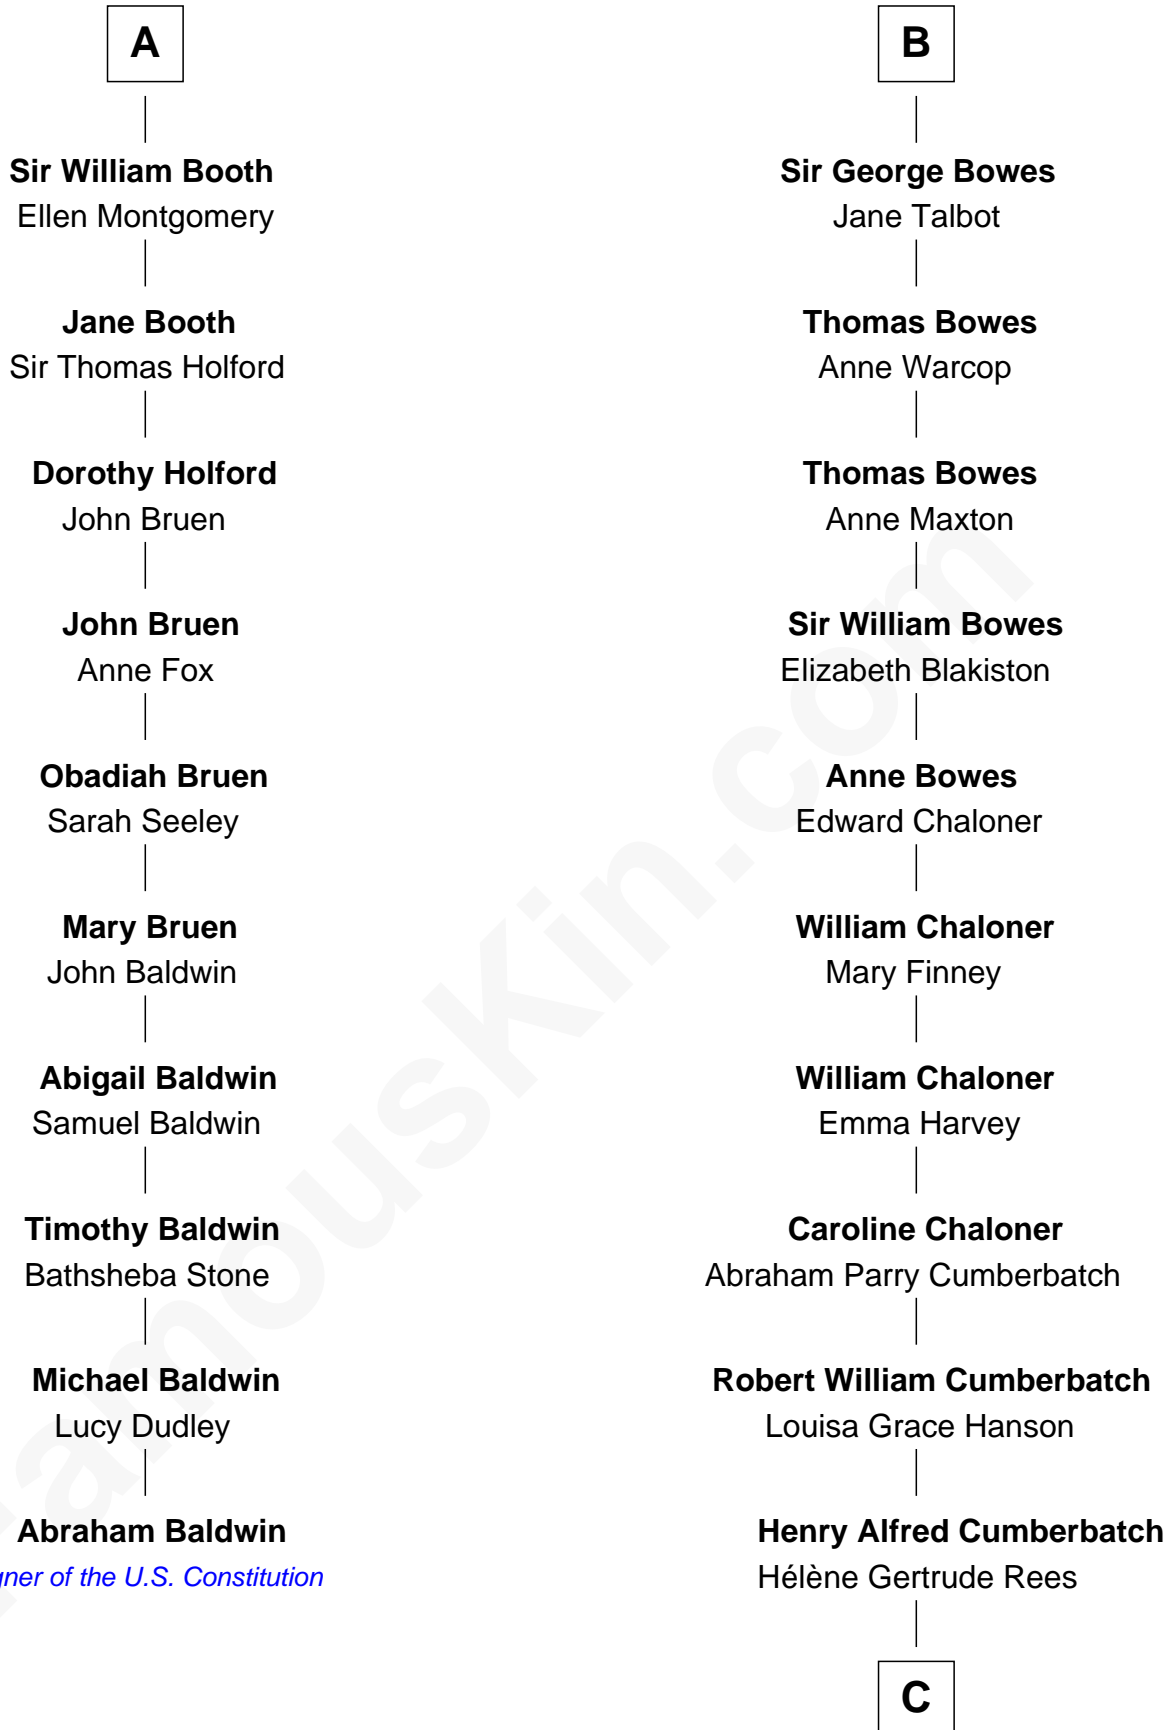 A
Sir William Booth
Ellen Montgomery
Jane Booth
Sir Thomas Holford
Dorothy Holford
John Bruen
John Bruen
Anne Fox
Obadiah Bruen
Sarah Seeley
Mary Bruen
John Baldwin
Abigail Baldwin
Samuel Baldwin
Timothy Baldwin
Bathsheba Stone
Michael Baldwin
Lucy Dudley
Abraham Baldwin
gner of the U.S. Constitution
B
Sir George Bowes
Jane Talbot
Thomas Bowes
Anne Warcop
Thomas Bowes
Anne Maxton
Sir William Bowes
Elizabeth Blakiston
Anne Bowes
Edward Chaloner
William Chaloner
Mary Finney
William Chaloner
Emma Harvey
Caroline Chaloner
Abraham Parry Cumberbatch
Robert William Cumberbatch
Louisa Grace Hanson
Henry Alfred Cumberbatch
Hélène Gertrude Rees
C
FamousKin.com